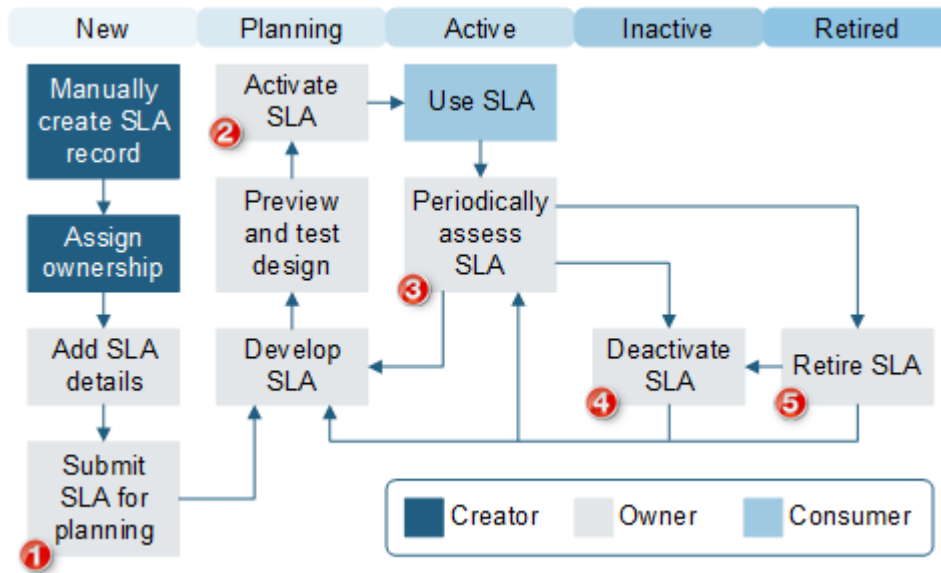 New
Planning
Active
Inactive
Retired
Manually
create SLA
record
Assign
ownership
Add SLA
details
Submit
SLA for
planning
1
Activate
SLA
2
Preview
and test
design
Develop
SLA
Use SLA
Periodically
assess
SLA
3
Deactivate
SLA
4
Retire SLA
5
Creator
Owner
Consumer